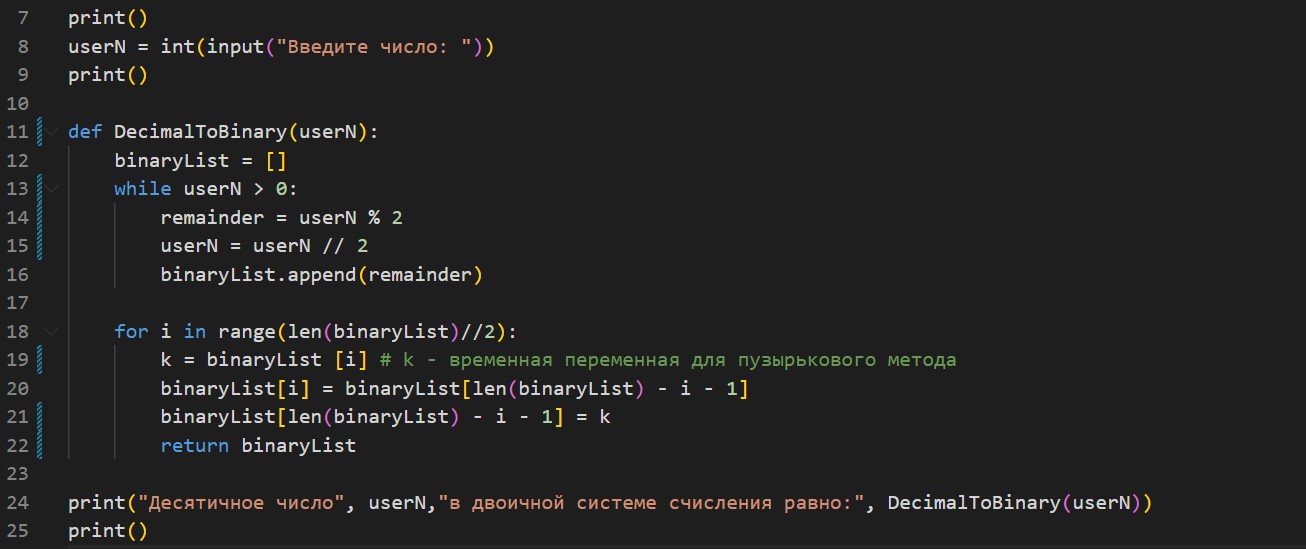 7 print()
8 userN = int(input("Введите число: "))
9 print()
10
11 def DecimalToBinary(userN):
12     binaryList = []
13     while userN > 0:
14         remainder = userN % 2
15         userN = userN // 2
16         binaryList.append(remainder)
17
18     for i in range(len(binaryList)//2):
19         k = binaryList [i] # k - временная переменная для пузырькового метода
20         binaryList[i] = binaryList[len(binaryList) - i - 1]
21         binaryList[len(binaryList) - i - 1] = k
22         return binaryList
23
24 print("Десятичное число", userN,"в двоичной системе счисления равно:", DecimalToBinary(userN))
25 print()